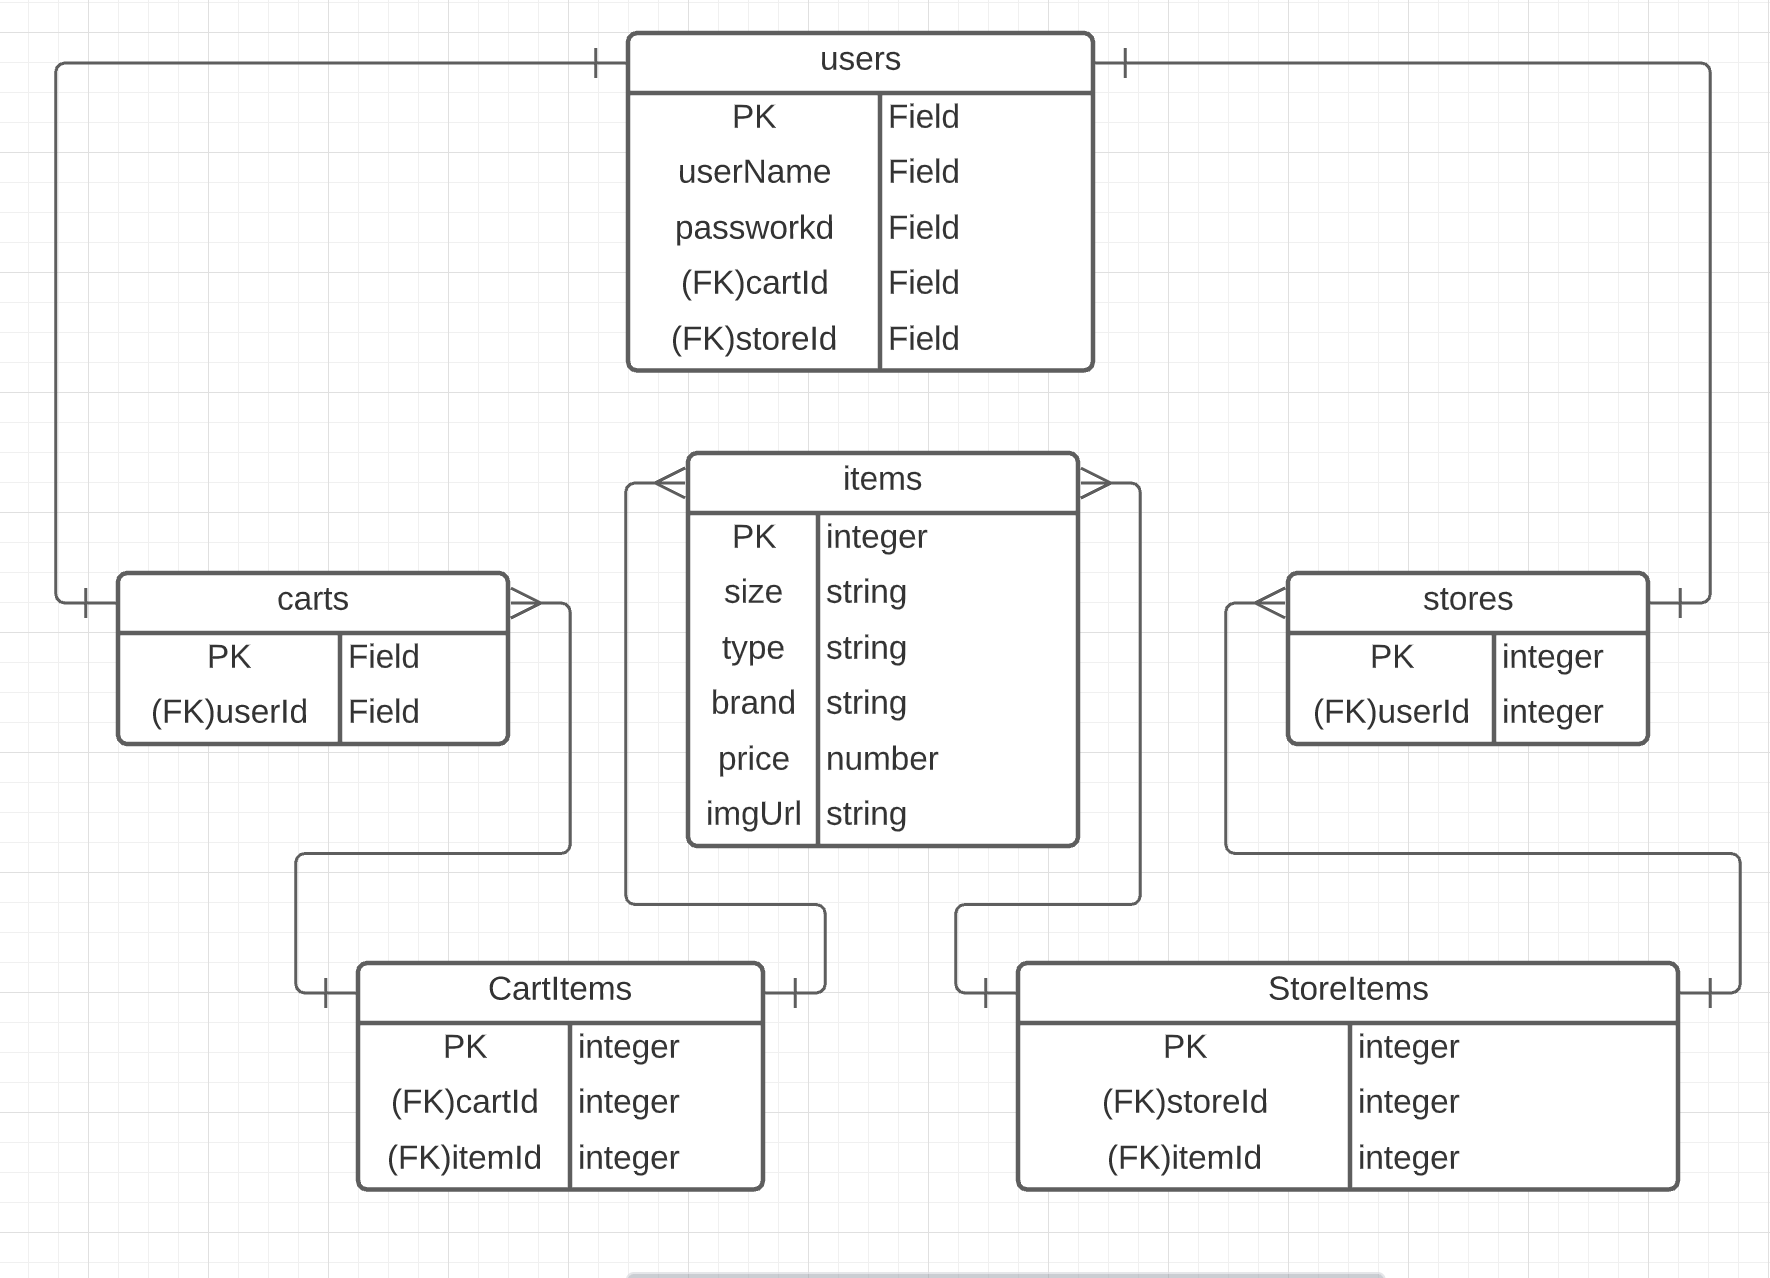 users
PK Field
userName Field
passworkd Field
(FK)cartId Field
(FK)storeId Field
items
PK integer
size string
type string
brand string
price number
imgUrl string
carts
PK Field
(FK)userId Field
stores
PK integer
(FK)userId integer
CartItems
PK integer
(FK)cartId integer
(FK)itemId integer
StoreItems
PK integer
(FK)storeId integer
(FK)itemId integer